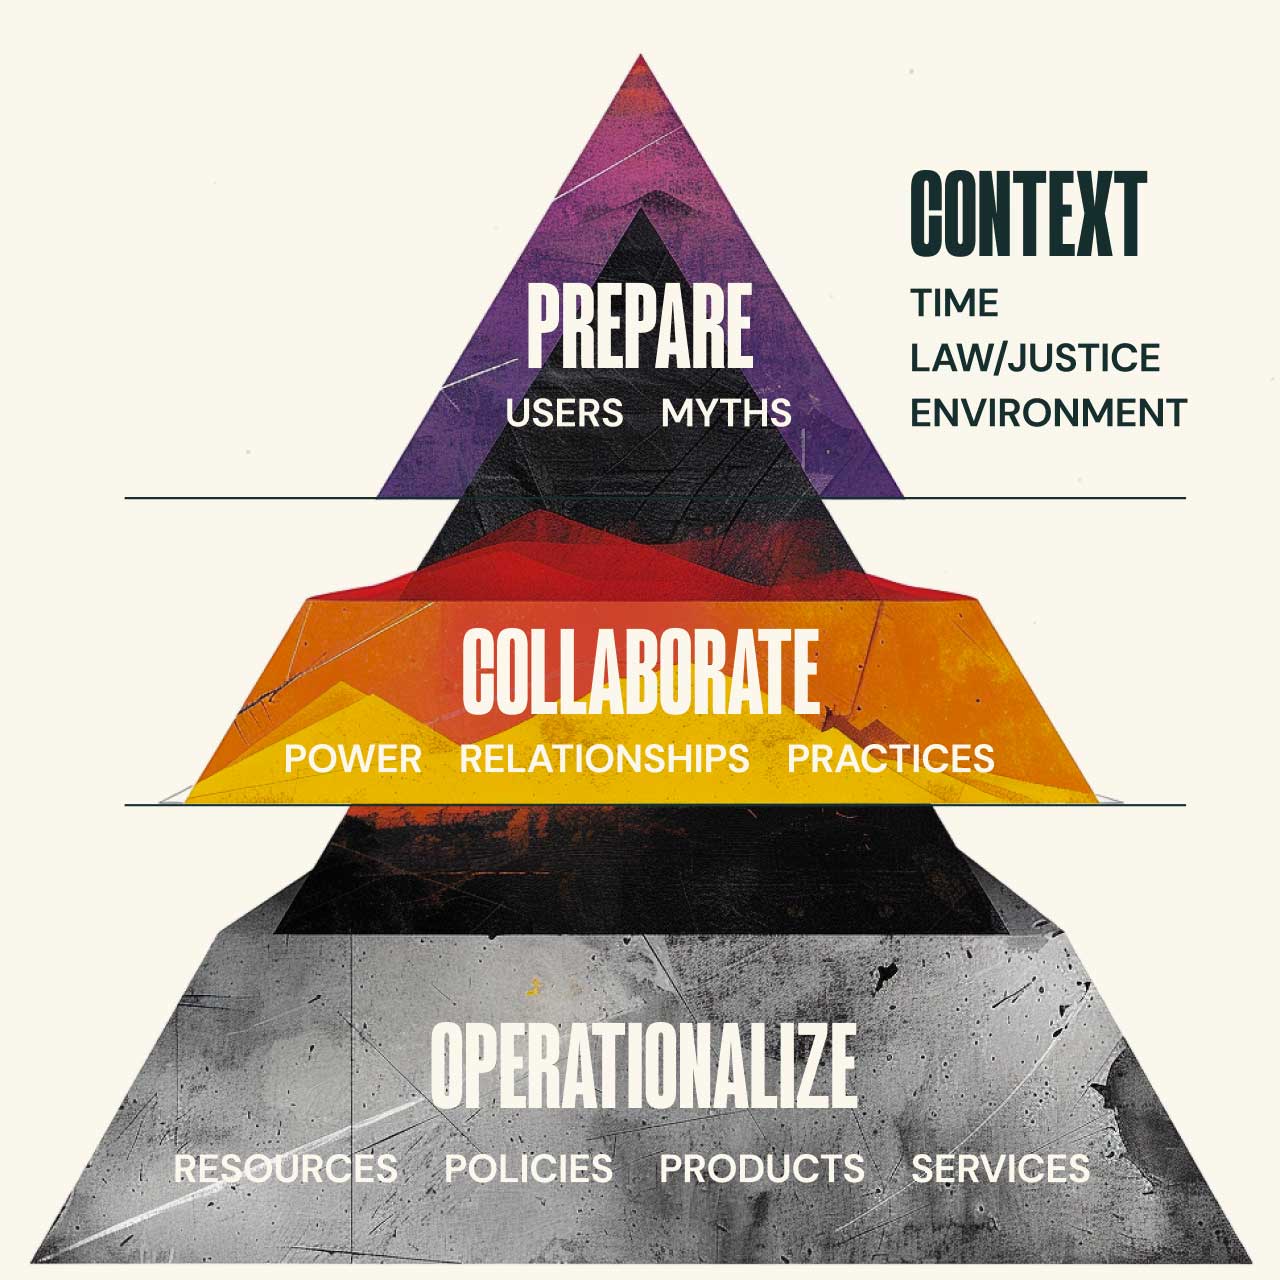 CONTEXT
TIME
LAW/JUSTICE
ENVIRONMENT
PREPARE
USERS MYTHS
COLLABORATE
POWER RELATIONSHIPS PRACTICES
OPERATIONALIZE
RESOURCES POLICIES PRODUCTS SERVICES